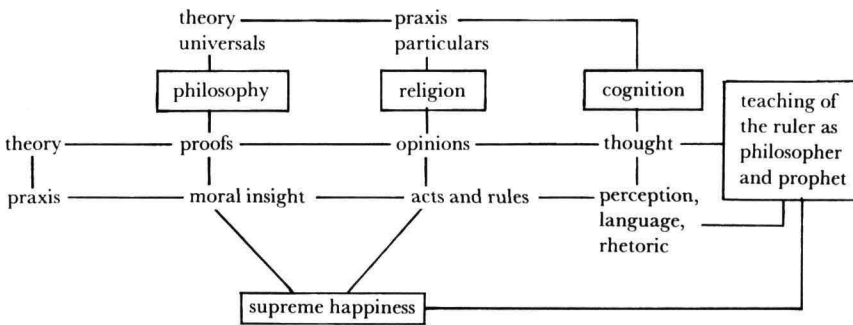 theory praxis
universals particulars
philosophy religion cognition
teaching of
the ruler as
philosopher
and prophet
theory proofs opinions thought
praxis moral insight acts and rules perception,
language,
rhetoric
supreme happiness